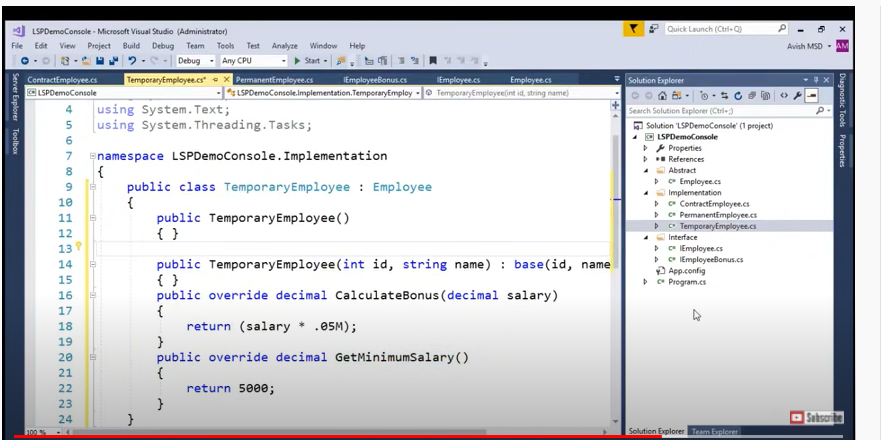 LSPDemoConsole - Microsoft Visual Studio (Administrator)
Quick Launch (Ctrl+Q)
File Edit View Project Build Debug Team Tools Test Analyze Window Help
Avish MSD AM
Debug Any CPU Start
ContractEmployee.cs TemporaryEmployee.cs* PermanentEmployee.cs IEmployeeBonus.cs IEmployee.cs Employee.cs
LSPDemoConsole LSPDemoConsole.Implementation.TemporaryEmploy TemporaryEmployee(int id, string name)
Server Explorer
Toolbox
4 using System.Text;
5 using System.Threading.Tasks;
6
7 namespace LSPDemoConsole.Implementation
8 {
9 public class TemporaryEmployee : Employee
10 {
11 public TemporaryEmployee()
12 { }
13
14 public TemporaryEmployee(int id, string name) : base(id, name
15 { }
16 public override decimal CalculateBonus(decimal salary)
17 {
18 return (salary * .05M);
19 }
20 public override decimal GetMinimumSalary()
21 {
22 return 5000;
23 }
24 }
100 %
Solution Explorer
Search Solution Explorer (Ctrl+;)
Solution 'LSPDemoConsole' (1 project)
LSPDemoConsole
Properties
References
Abstract
C# Employee.cs
Implementation
C# ContractEmployee.cs
C# PermanentEmployee.cs
C# TemporaryEmployee.cs
Interface
C# IEmployee.cs
C# IEmployeeBonus.cs
App.config
C# Program.cs
Subscribe
Solution Explorer Team Explorer
Diagnostic Tools
Properties